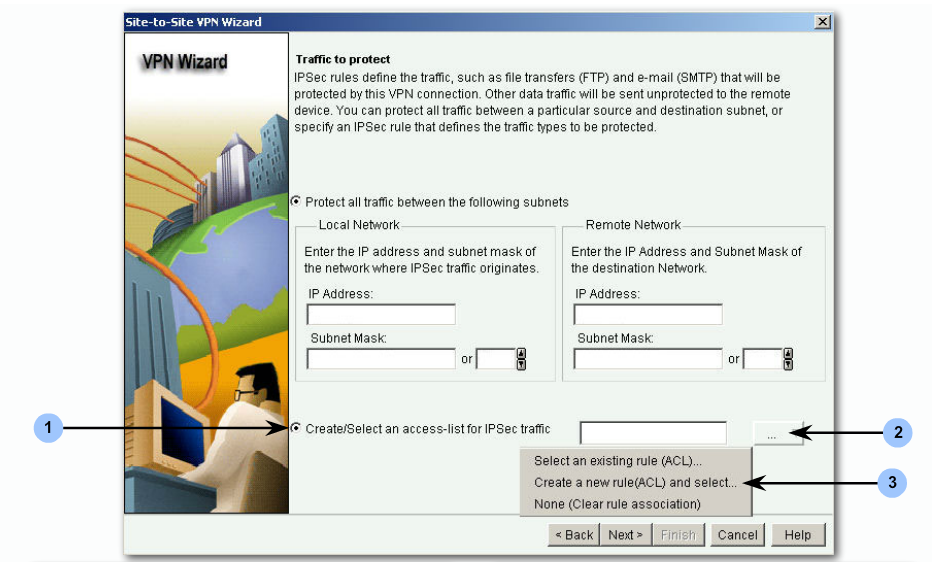 Site-to-Site VPN Wizard
VPN Wizard
Traffic to protect
IPSec rules define the traffic, such as file transfers (FTP) and e-mail (SMTP) that will be
protected by this VPN connection. Other data traffic will be sent unprotected to the remote
device. You can protect all traffic between a particular source and destination subnet, or
specify an IPSec rule that defines the traffic types to be protected.
Protect all traffic between the following subnets
Local Network
Enter the IP address and subnet mask of
the network where IPSec traffic originates.
IP Address:
Subnet Mask:
or
Remote Network
Enter the IP Address and Subnet Mask of
the destination Network.
IP Address:
Subnet Mask:
or
1
Create/Select an access-list for IPSec traffic
...
2
Select an existing rule (ACL)...
Create a new rule(ACL) and select...
3
None (Clear rule association)
< Back
Next >
Finish
Cancel
Help